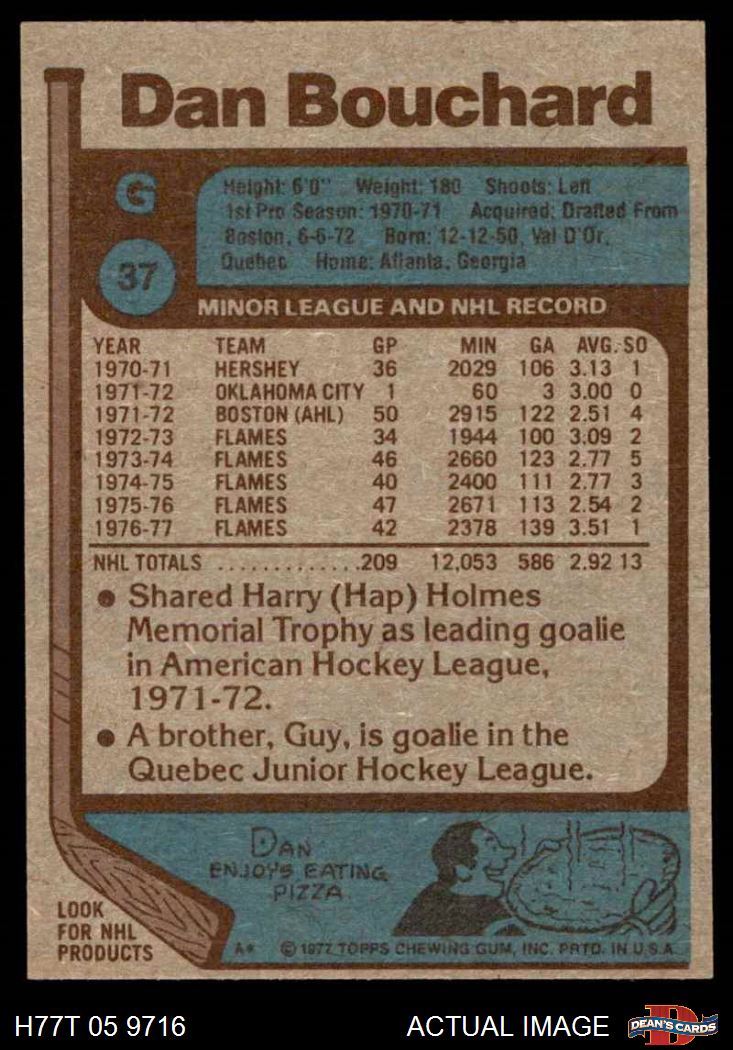 Dan Bouchard
G
Height: 6'0" Weight: 180 Shoots: Left
1st Pro Season: 1970-71 Acquired: Drafted From
Boston, 6-6-72 Born: 12-12-50, Val D'Or,
Quebec Home: Atlanta, Georgia
37
MINOR LEAGUE AND NHL RECORD
YEAR TEAM GP MIN GA AVG. SO
1970-71 HERSHEY 36 2029 106 3.13 1
1971-72 OKLAHOMA CITY 1 60 3 3.00 0
1971-72 BOSTON (AHL) 50 2915 122 2.51 4
1972-73 FLAMES 34 1944 100 3.09 2
1973-74 FLAMES 46 2660 123 2.77 5
1974-75 FLAMES 40 2400 111 2.77 3
1975-76 FLAMES 47 2671 113 2.54 2
1976-77 FLAMES 42 2378 139 3.51 1
NHL TOTALS ..............209 12,053 586 2.92 13
• Shared Harry (Hap) Holmes
Memorial Trophy as leading goalie
in American Hockey League,
1971-72.
• A brother, Guy, is goalie in the
Quebec Junior Hockey League.
DAN
ENJOYS EATING
PIZZA
LOOK
FOR NHL
PRODUCTS
A* © 1977 TOPPS CHEWING GUM, INC. PRTD. IN U.S.A.
H77T 05 9716 ACTUAL IMAGE DEAN'S CARDS